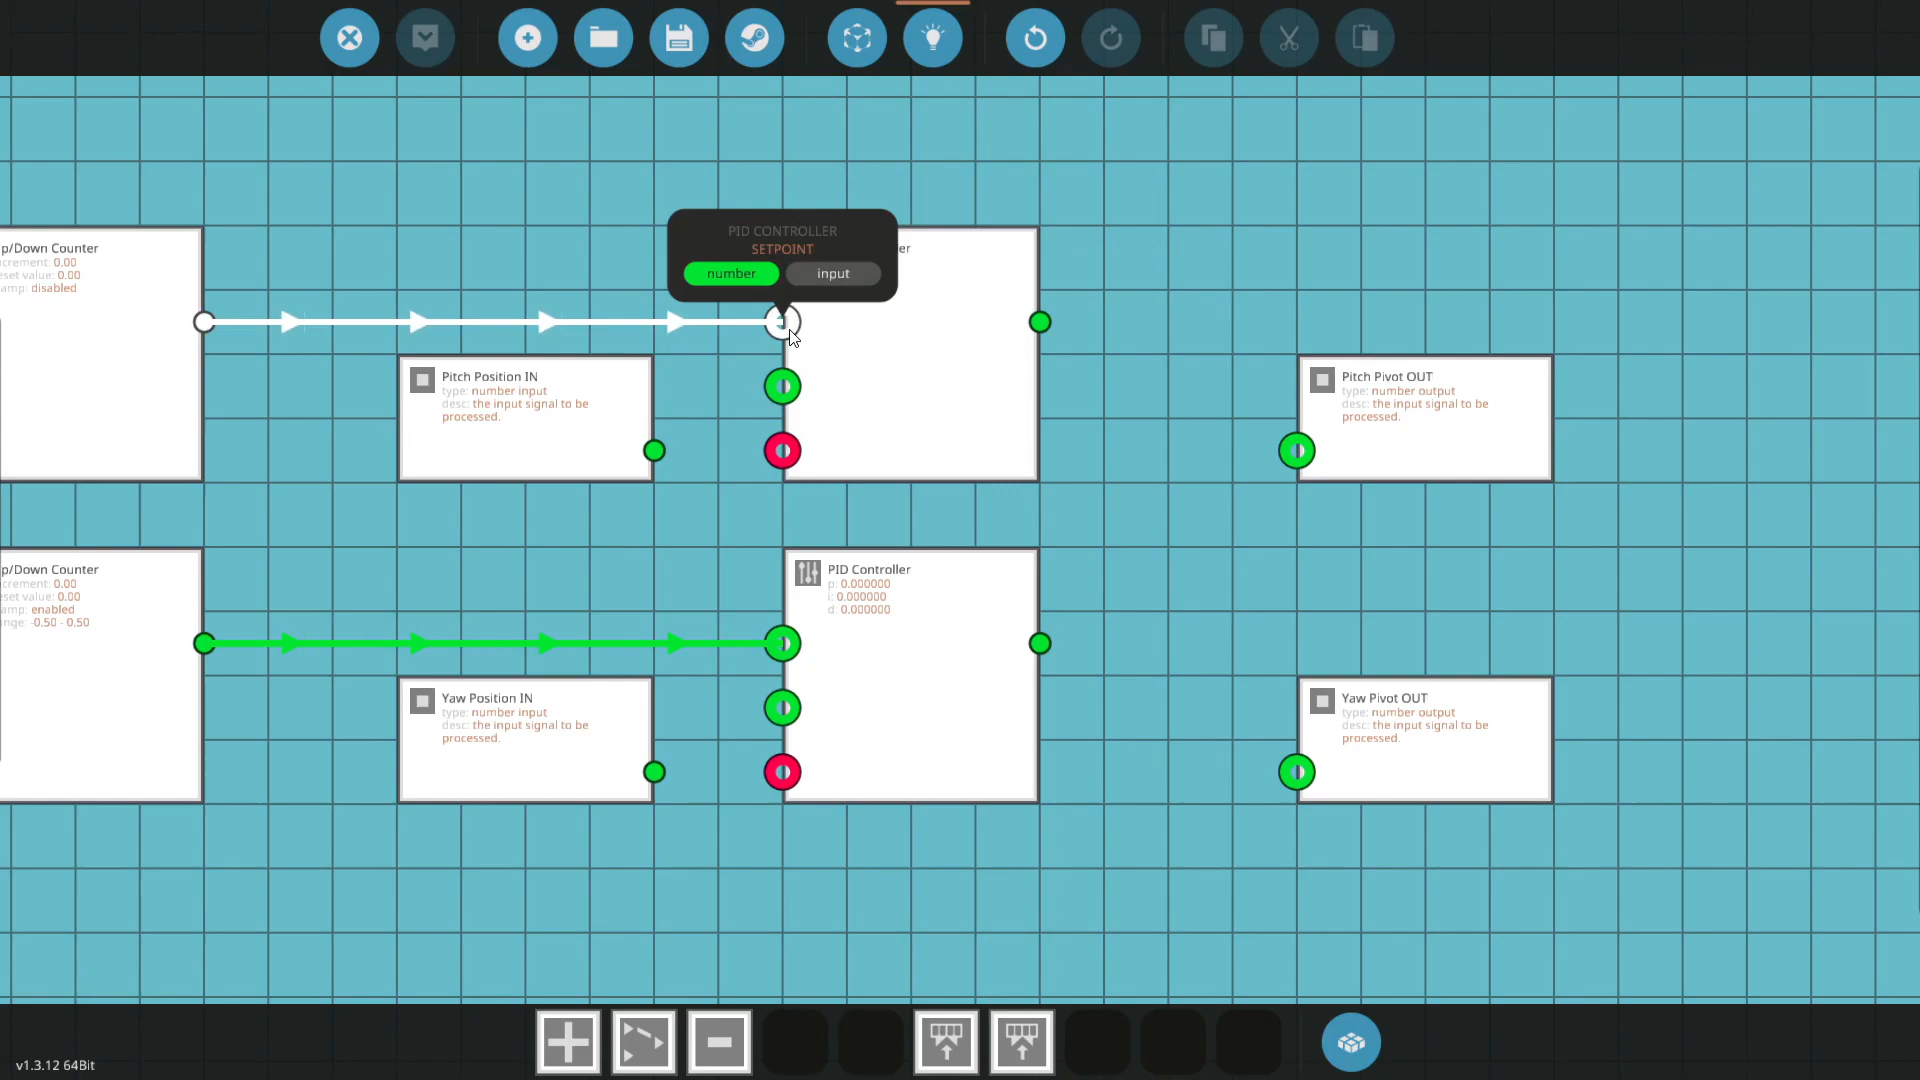 PID CONTROLLER
SETPOINT
number input
p/Down Counter
crement: 0.00
eset value: 0.00
amp: disabled
er
Pitch Position IN
type: number input
desc: the input signal to be
processed.
Pitch Pivot OUT
type: number output
desc: the input signal to be
processed.
p/Down Counter
crement: 0.00
eset value: 0.00
amp: enabled
ange: -0.50 - 0.50
PID Controller
p: 0.000000
i: 0.000000
d: 0.000000
Yaw Position IN
type: number input
desc: the input signal to be
processed.
Yaw Pivot OUT
type: number output
desc: the input signal to be
processed.
v1.3.12 64Bit